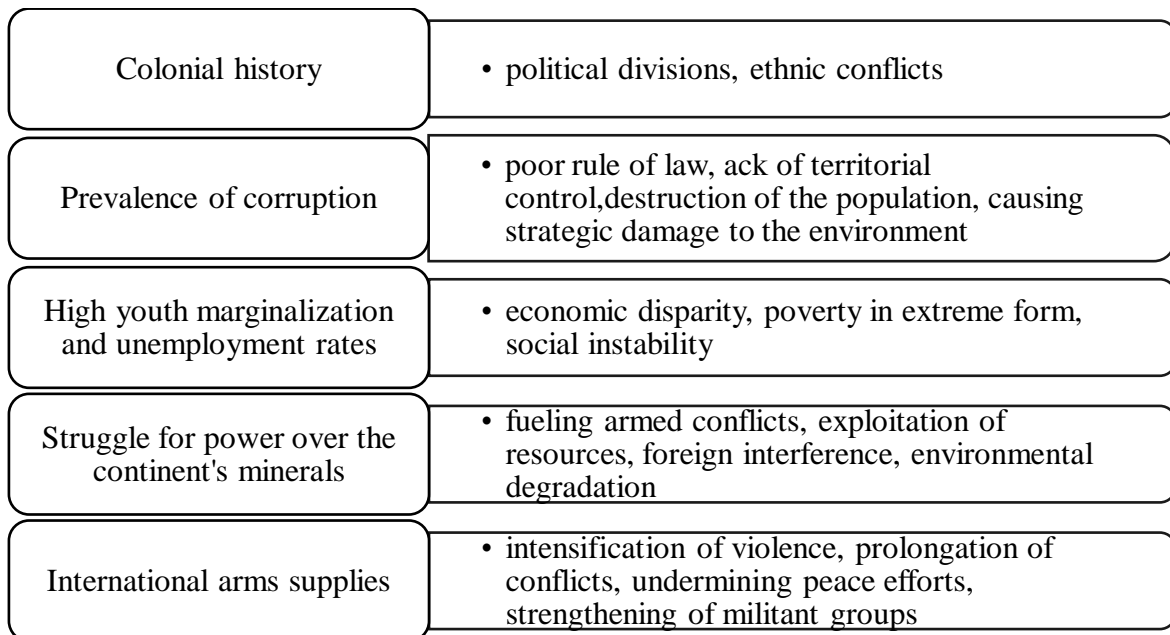 Colonial history
• political divisions, ethnic conflicts
Prevalence of corruption
• poor rule of law, ack of territorial
control,destruction of the population, causing
strategic damage to the environment
High youth marginalization
and unemployment rates
• economic disparity, poverty in extreme form,
social instability
Struggle for power over the
continent's minerals
• fueling armed conflicts, exploitation of
resources, foreign interference, environmental
degradation
International arms supplies
• intensification of violence, prolongation of
conflicts, undermining peace efforts,
strengthening of militant groups